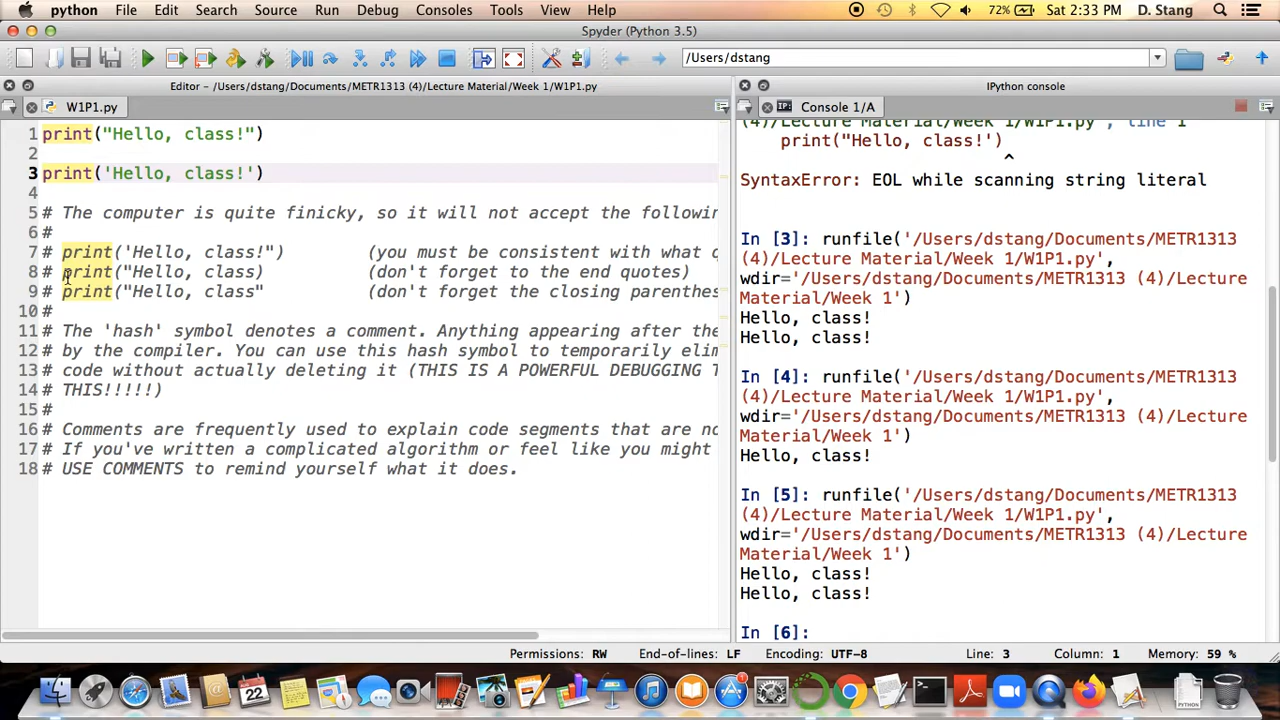 python File Edit Search Source Run Debug Consoles Tools View Help 72% Sat 2:33 PM D. Stang
Spyder (Python 3.5)
/Users/dstang
Editor - /Users/dstang/Documents/METR1313 (4)/Lecture Material/Week 1/W1P1.py
W1P1.py
1 print("Hello, class!")
2
3 print('Hello, class!')
4
5 # The computer is quite finicky, so it will not accept the followin
6 #
7 # print('Hello, class!") (you must be consistent with what q
8 # print("Hello, class) (don't forget to the end quotes)
9 # print("Hello, class" (don't forget the closing parenthes
10 #
11 # The 'hash' symbol denotes a comment. Anything appearing after the
12 # by the compiler. You can use this hash symbol to temporarily elim
13 # code without actually deleting it (THIS IS A POWERFUL DEBUGGING T
14 # THIS!!!!!)
15 #
16 # Comments are frequently used to explain code segments that are no
17 # If you've written a complicated algorithm or feel like you might
18 # USE COMMENTS to remind yourself what it does.
IPython console
IP: Console 1/A
(4)/Lecture Material/Week 1/W1P1.py", line 1
print("Hello, class!')
^
SyntaxError: EOL while scanning string literal
In [3]: runfile('/Users/dstang/Documents/METR1313
(4)/Lecture Material/Week 1/W1P1.py',
wdir='/Users/dstang/Documents/METR1313 (4)/Lecture
Material/Week 1')
Hello, class!
Hello, class!
In [4]: runfile('/Users/dstang/Documents/METR1313
(4)/Lecture Material/Week 1/W1P1.py',
wdir='/Users/dstang/Documents/METR1313 (4)/Lecture
Material/Week 1')
Hello, class!
In [5]: runfile('/Users/dstang/Documents/METR1313
(4)/Lecture Material/Week 1/W1P1.py',
wdir='/Users/dstang/Documents/METR1313 (4)/Lecture
Material/Week 1')
Hello, class!
Hello, class!
In [6]:
Permissions: RW End-of-lines: LF Encoding: UTF-8 Line: 3 Column: 1 Memory: 59 %
22
PYTHON